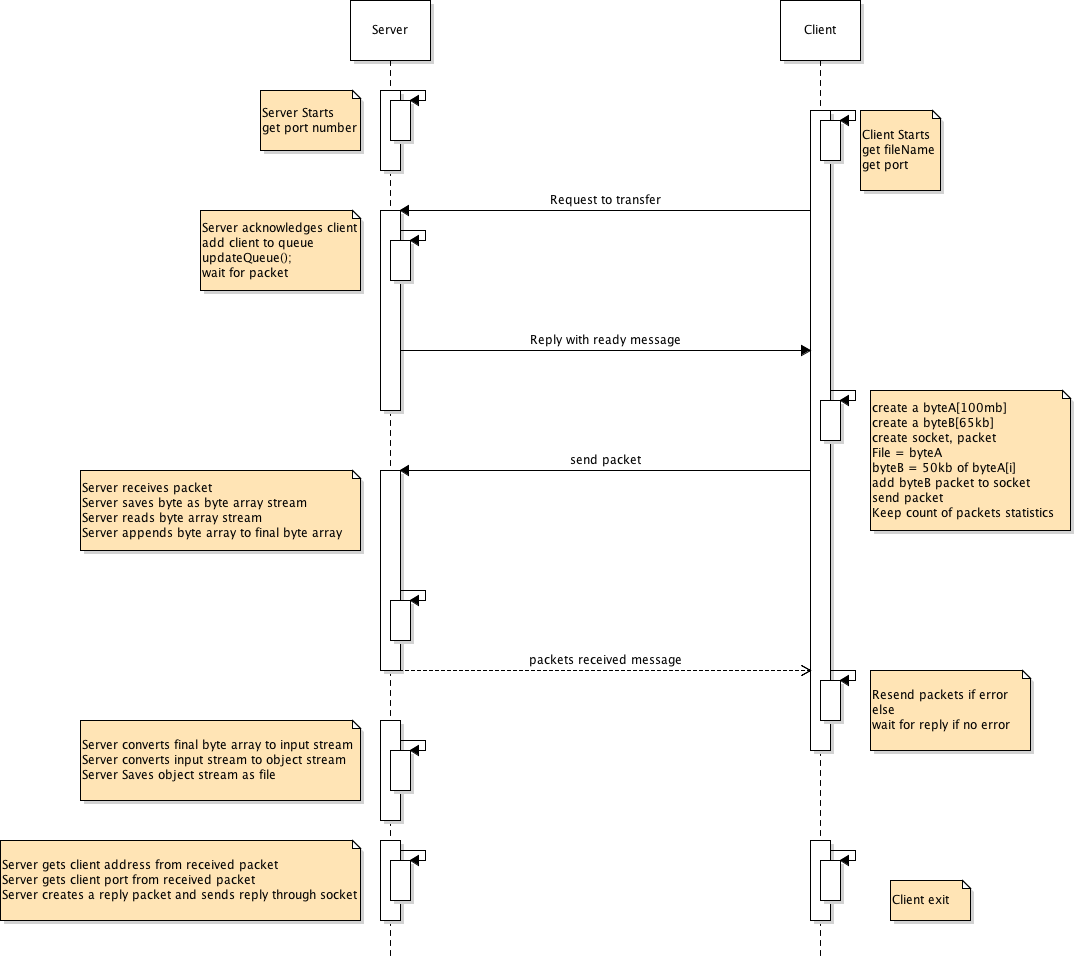 Server
Client
Server Starts
get port number
Client Starts
get fileName
get port
Request to transfer
Server acknowledges client
add client to queue
updateQueue();
wait for packet
Reply with ready message
create a byteA[100mb]
create a byteB[65kb]
create socket, packet
File = byteA
byteB = 50kb of byteA[i]
add byteB packet to socket
send packet
Keep count of packets statistics
send packet
Server receives packet
Server saves byte as byte array stream
Server reads byte array stream
Server appends byte array to final byte array
packets received message
Resend packets if error
else
wait for reply if no error
Server converts final byte array to input stream
Server converts input stream to object stream
Server Saves object stream as file
Server gets client address from received packet
Server gets client port from received packet
Server creates a reply packet and sends reply through socket
Client exit